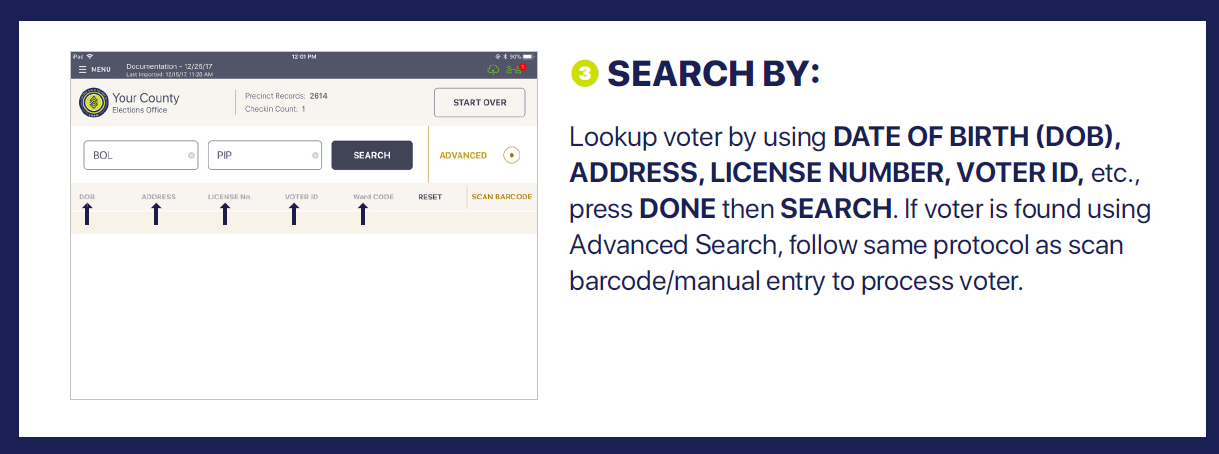 iPad 12:01 PM 90%
MENU Documentation - 12/26/17
Last Imported: 12/15/17, 11:26 AM
1
Your County
Elections Office
Precinct Records: 2614
Checkin Count: 1
START OVER
BOL PIP SEARCH ADVANCED
DOB ADDRESS LICENSE No. VOTER ID Ward CODE RESET SCAN BARCODE
3 SEARCH BY:
Lookup voter by using DATE OF BIRTH (DOB),
ADDRESS, LICENSE NUMBER, VOTER ID, etc.,
press DONE then SEARCH. If voter is found using
Advanced Search, follow same protocol as scan
barcode/manual entry to process voter.